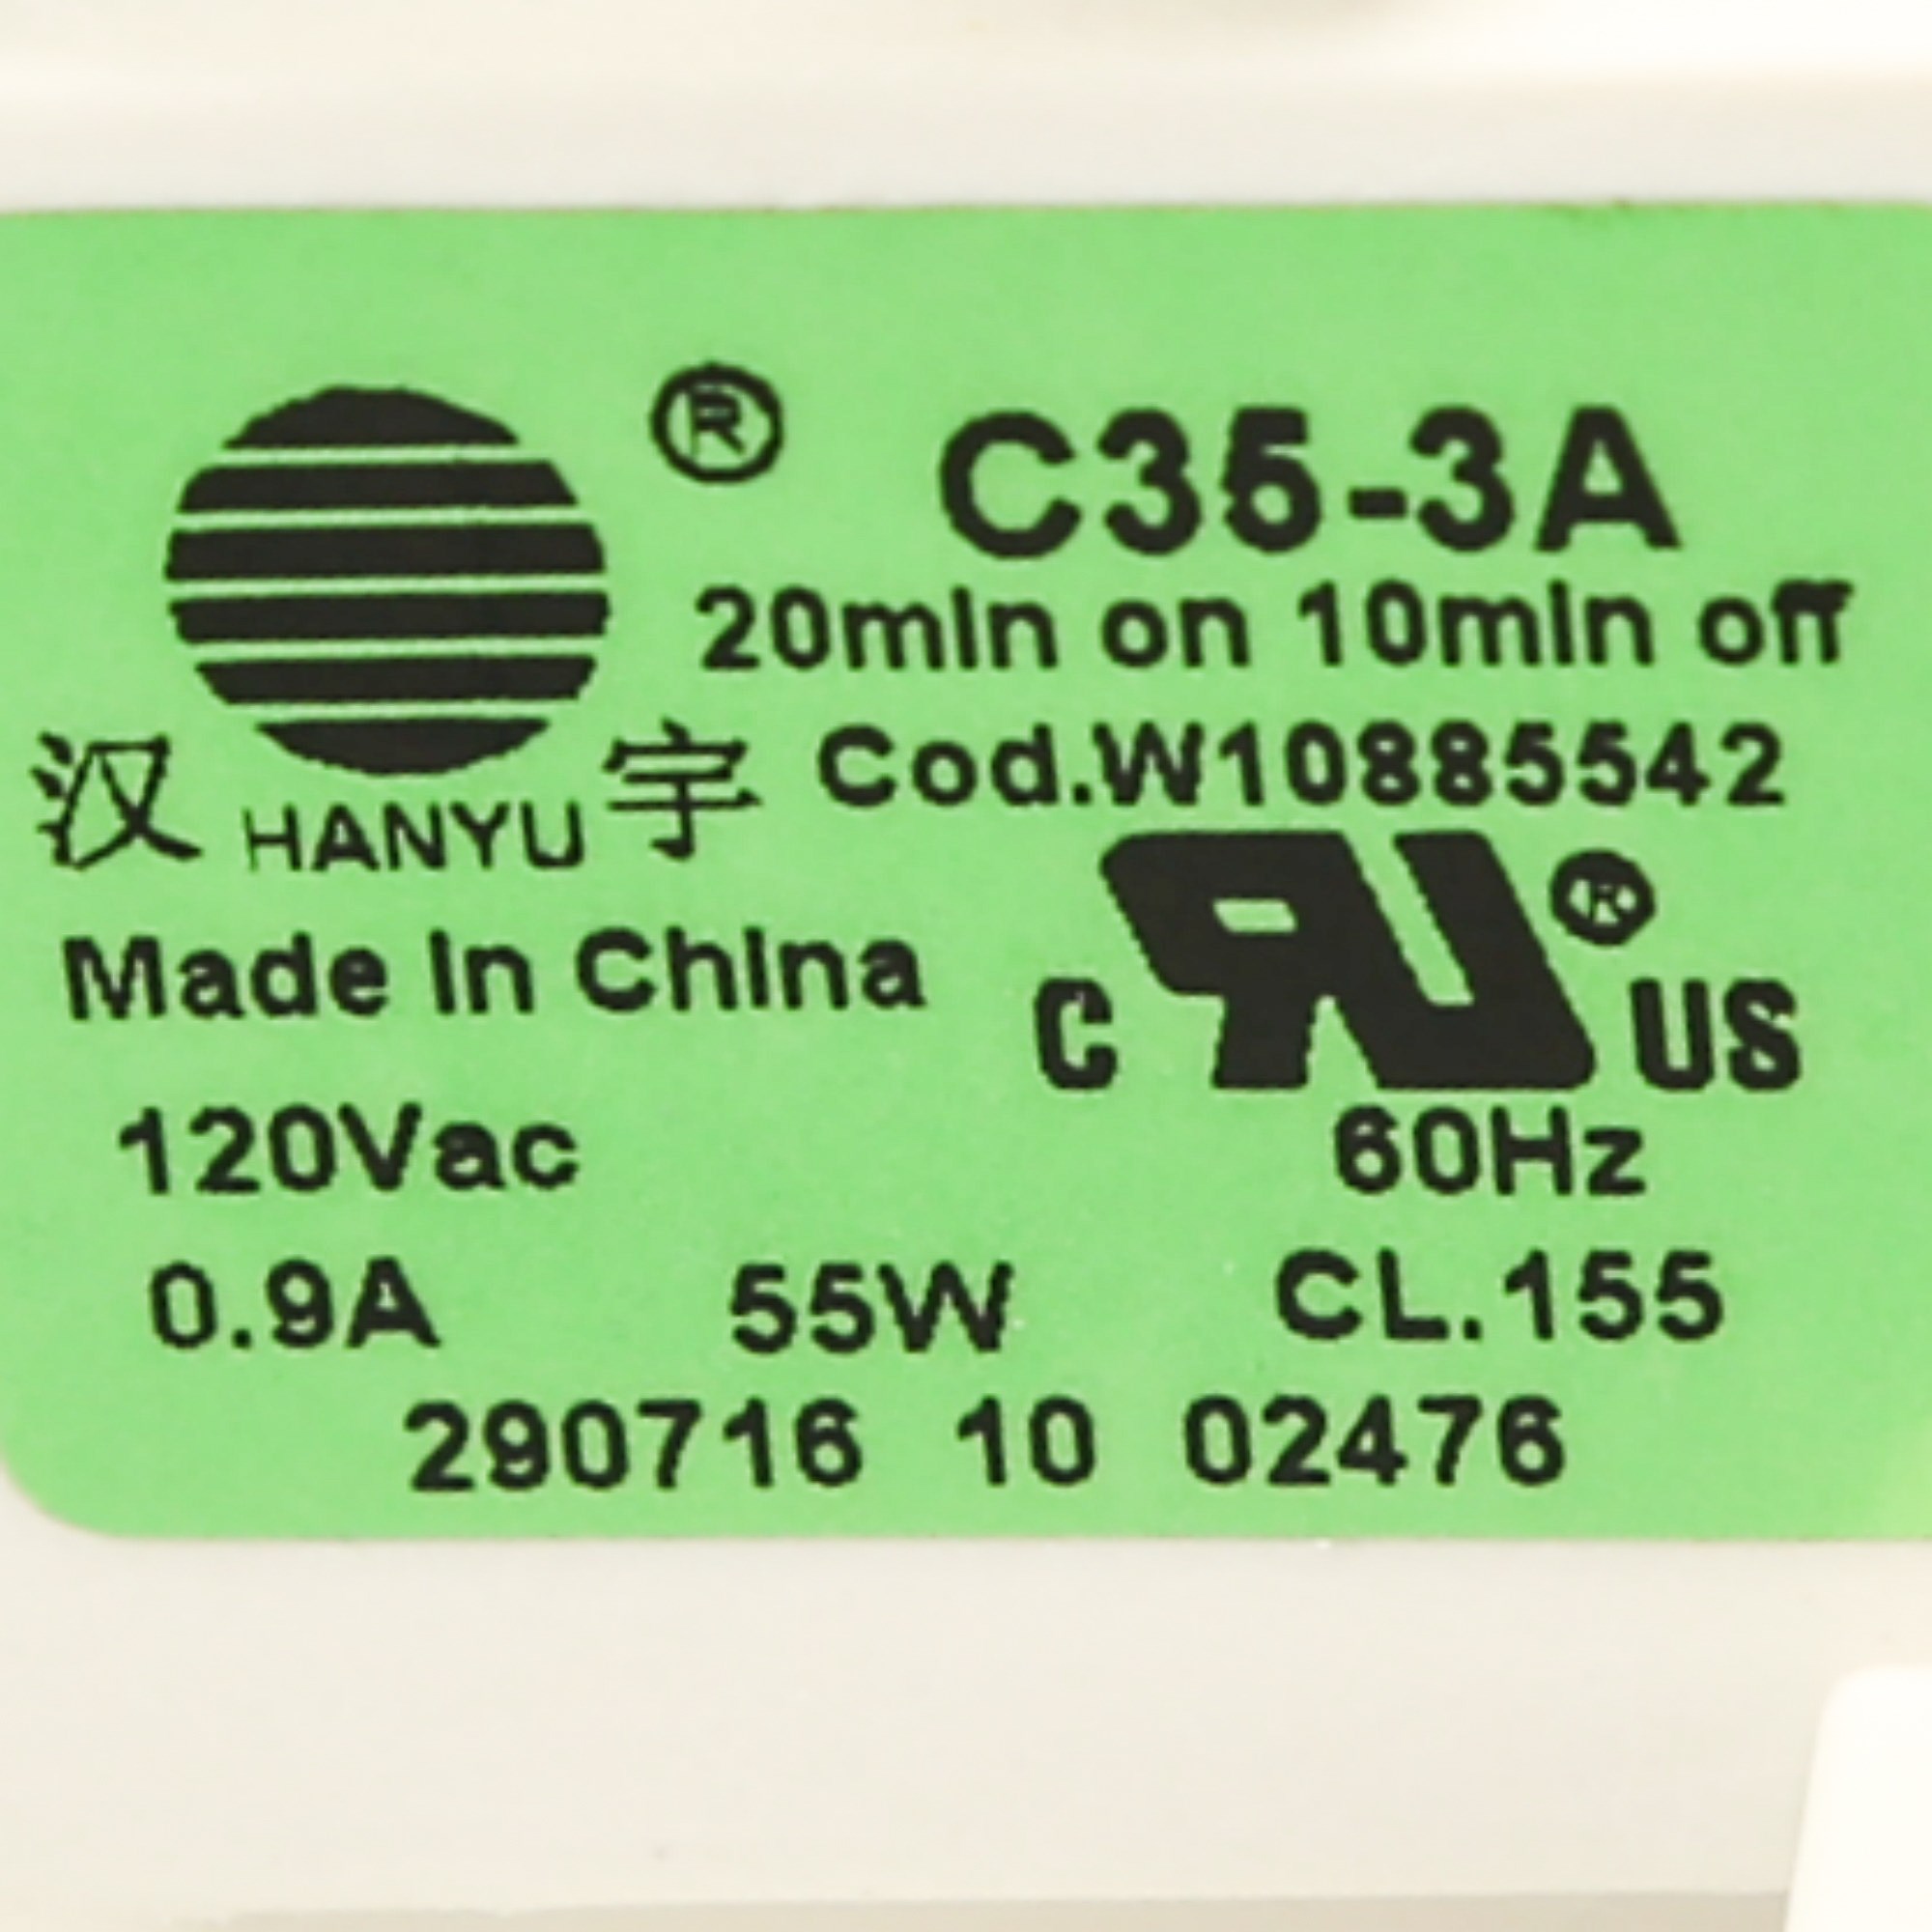 ® C35-3A
20min on 10min off
汉 HANYU 宇 Cod.W10885542
Made In China
C RU ® US
120Vac 60Hz
0.9A 55W CL.155
290716 10 02476